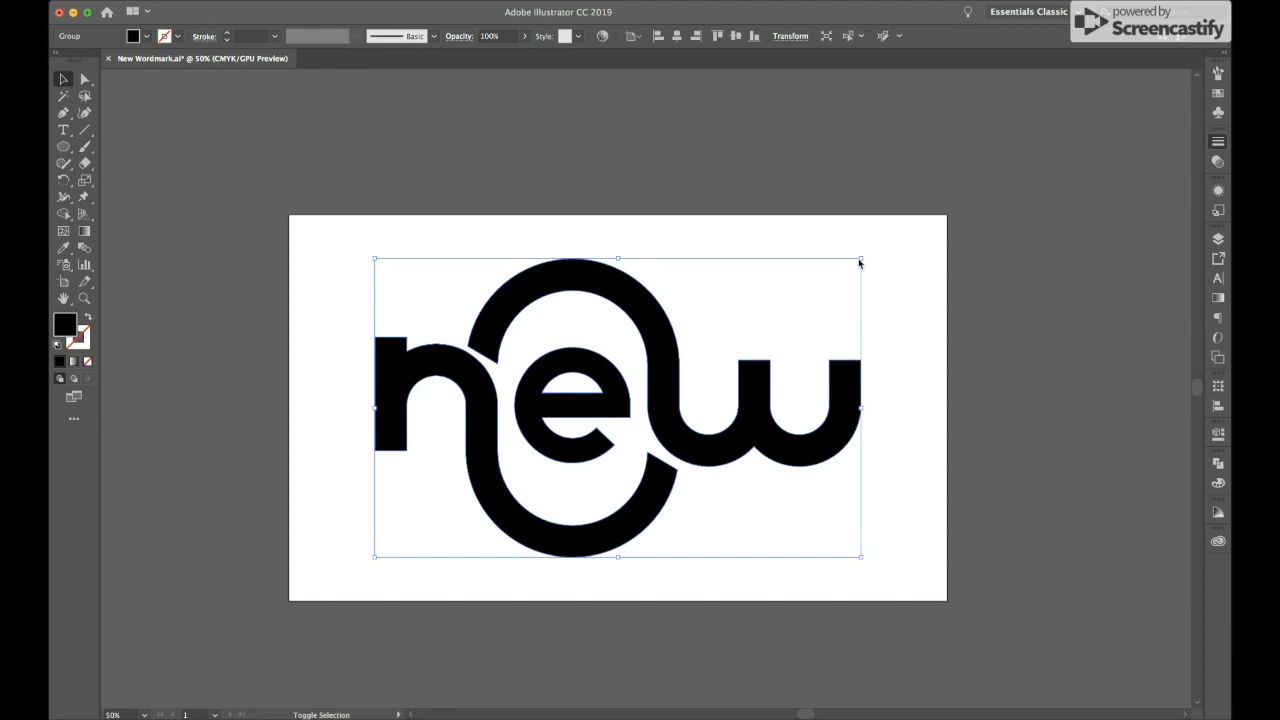 Adobe Illustrator CC 2019
Essentials Classic
powered by
Screencastify
Group
Stroke:
Basic
Opacity: 100%
Style:
Transform
× New Wordmark.ai* @ 50% (CMYK/GPU Preview)
new
50%
1
Toggle Selection